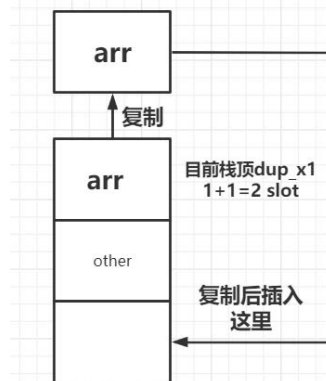 arr
复制
arr
目前栈顶dup_x1
1+1=2 slot
other
复制后插入
这里